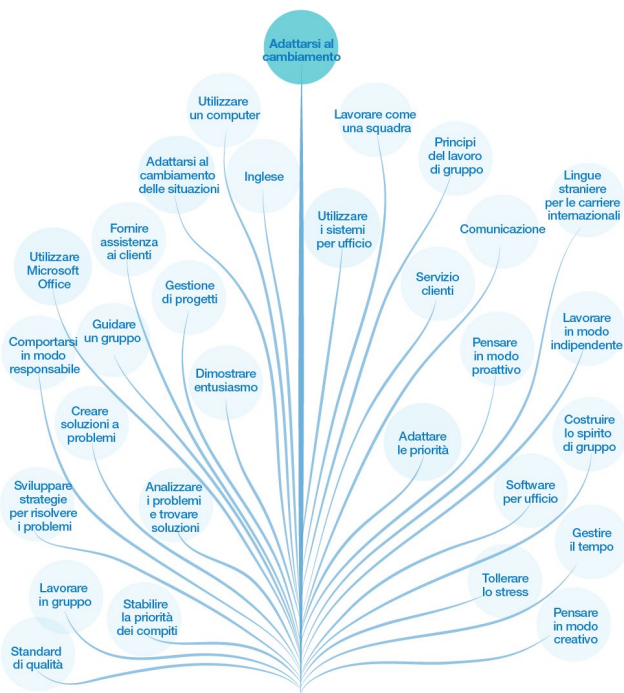 Adattarsi al
cambiamento
Utilizzare
un computer
Lavorare come
una squadra
Principi
del lavoro
di gruppo
Adattarsi al
cambiamento
delle situazioni
Inglese
Lingue
straniere
per le carriere
internazionali
Utilizzare
i sistemi
per ufficio
Comunicazione
Fornire
assistenza
ai clienti
Utilizzare
Microsoft
Office
Gestione
di progetti
Servizio
clienti
Guidare
un gruppo
Lavorare
in modo
indipendente
Comportarsi
in modo
responsabile
Pensare
in modo
proattivo
Dimostrare
entusiasmo
Creare
soluzioni a
problemi
Costruire
lo spirito
di gruppo
Adattare
le priorità
Sviluppare
strategie
per risolvere
i problemi
Analizzare
i problemi
e trovare
soluzioni
Software
per ufficio
Gestire
il tempo
Lavorare
in gruppo
Tollerare
lo stress
Stabilire
la priorità
dei compiti
Pensare
in modo
creativo
Standard
di qualità